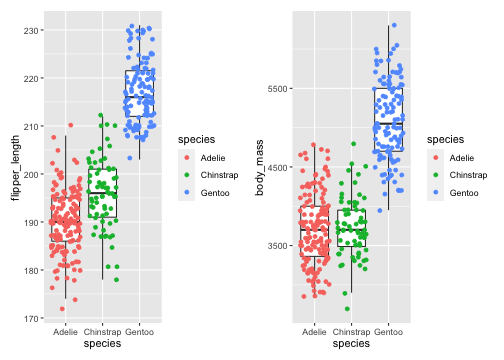 230
220
210
200
190
180
170
flipper_length
Adelie Chinstrap Gentoo
species
species
Adelie
Chinstrap
Gentoo
5500
4500
3500
body_mass
Adelie Chinstrap Gentoo
species
species
Adelie
Chinstrap
Gentoo